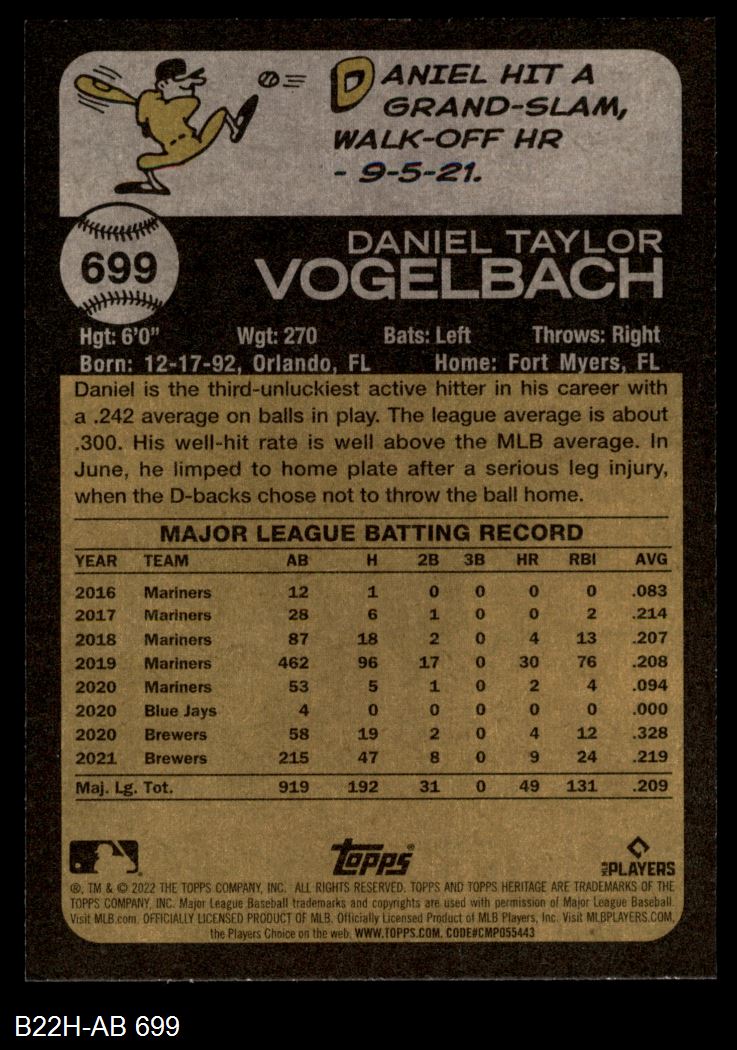 DANIEL HIT A
GRAND-SLAM,
WALK-OFF HR
- 9-5-21.
699
DANIEL TAYLOR
VOGELBACH
Hgt: 6'0" Wgt: 270 Bats: Left Throws: Right
Born: 12-17-92, Orlando, FL Home: Fort Myers, FL
Daniel is the third-unluckiest active hitter in his career with
a .242 average on balls in play. The league average is about
.300. His well-hit rate is well above the MLB average. In
June, he limped to home plate after a serious leg injury,
when the D-backs chose not to throw the ball home.
MAJOR LEAGUE BATTING RECORD
YEAR TEAM AB H 2B 3B HR RBI AVG
2016 Mariners 12 1 0 0 0 0 .083
2017 Mariners 28 6 1 0 0 2 .214
2018 Mariners 87 18 2 0 4 13 .207
2019 Mariners 462 96 17 0 30 76 .208
2020 Mariners 53 5 1 0 2 4 .094
2020 Blue Jays 4 0 0 0 0 0 .000
2020 Brewers 58 19 2 0 4 12 .328
2021 Brewers 215 47 8 0 9 24 .219
Maj. Lg. Tot. 919 192 31 0 49 131 .209
Topps®
MLB PLAYERS
®, TM & © 2022 THE TOPPS COMPANY, INC. ALL RIGHTS RESERVED. TOPPS AND TOPPS HERITAGE ARE TRADEMARKS OF THE
TOPPS COMPANY, INC. Major League Baseball trademarks and copyrights are used with permission of Major League Baseball.
Visit MLB.com. OFFICIALLY LICENSED PRODUCT OF MLB. Officially Licensed Product of MLB Players, Inc. Visit MLBPLAYERS.COM,
the Players Choice on the web. WWW.TOPPS.COM. CODE#CMP055443
B22H-AB 699